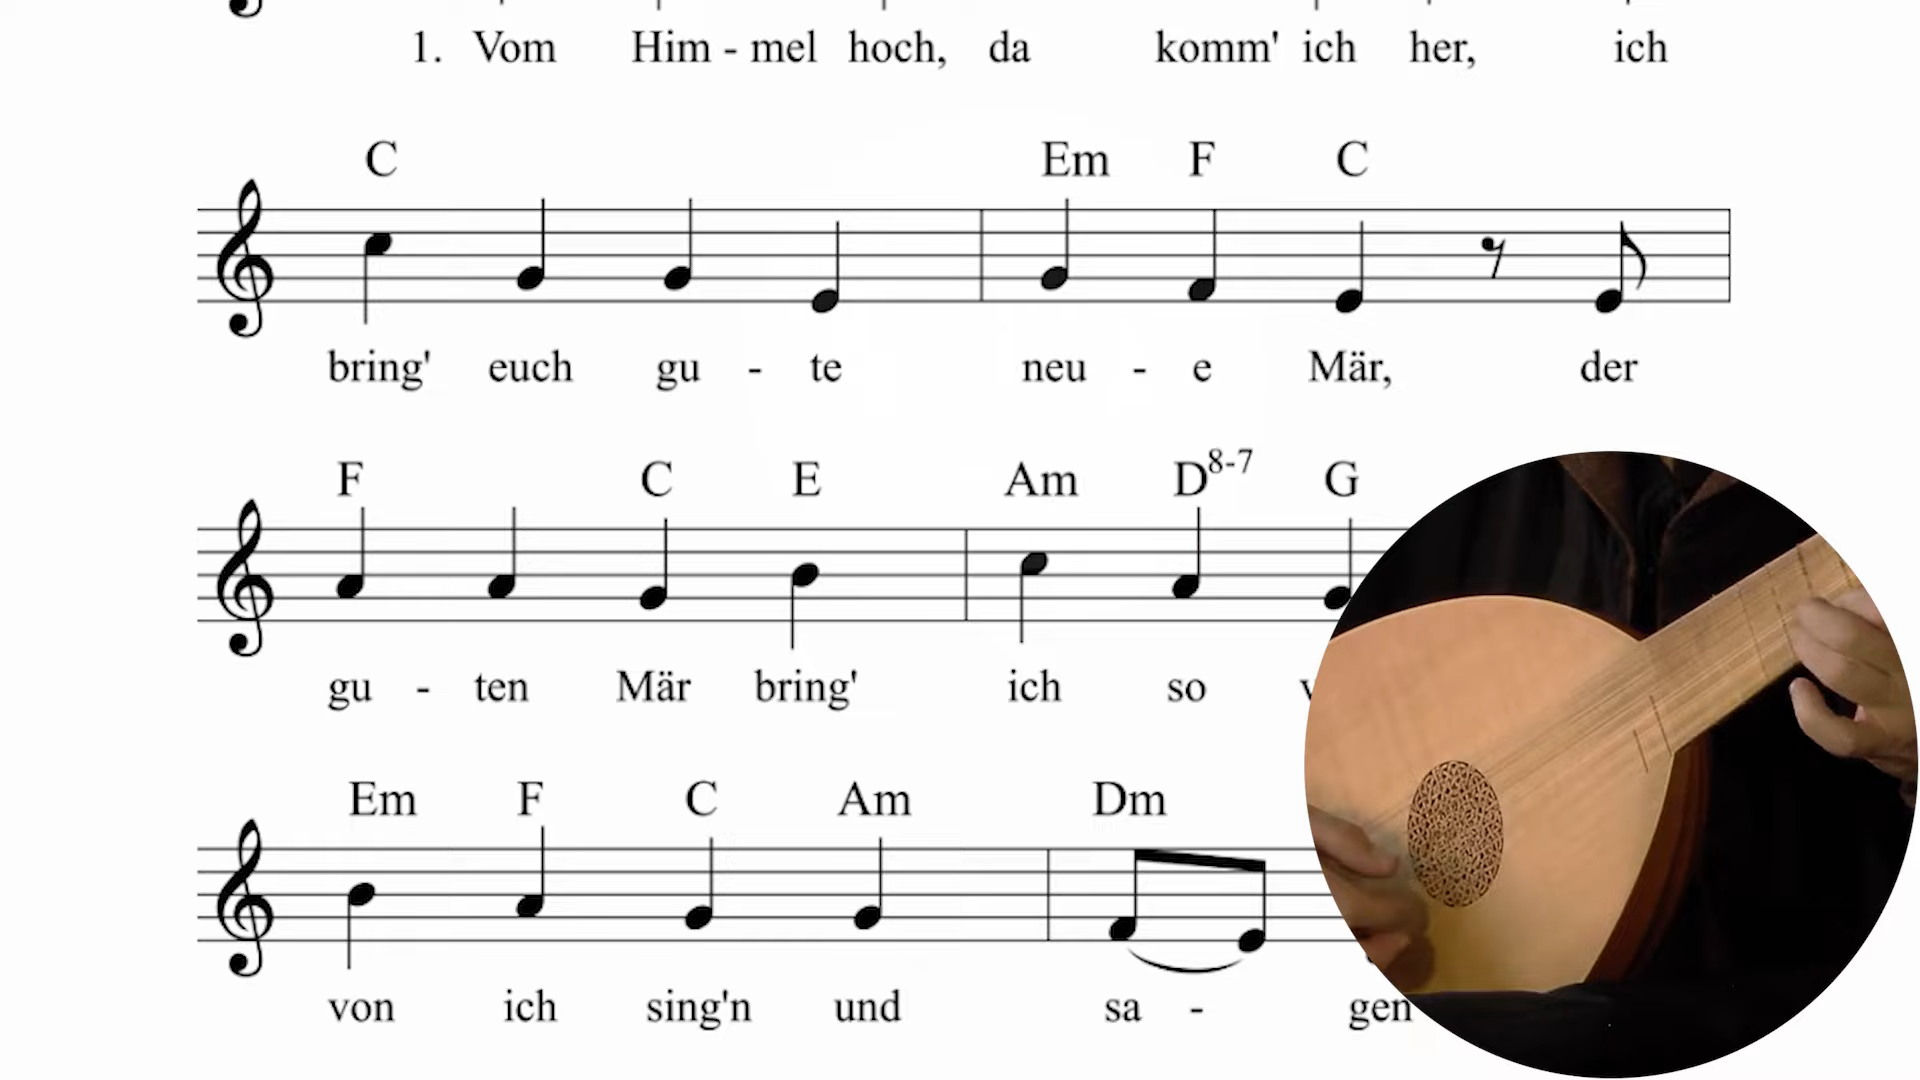 1. Vom Him - mel hoch, da komm' ich her, ich
C Em F C
bring' euch gu - te neu - e Mär, der
F C E Am D8-7 G
gu - ten Mär bring' ich so
Em F C Am Dm
von ich sing'n und sa - gen